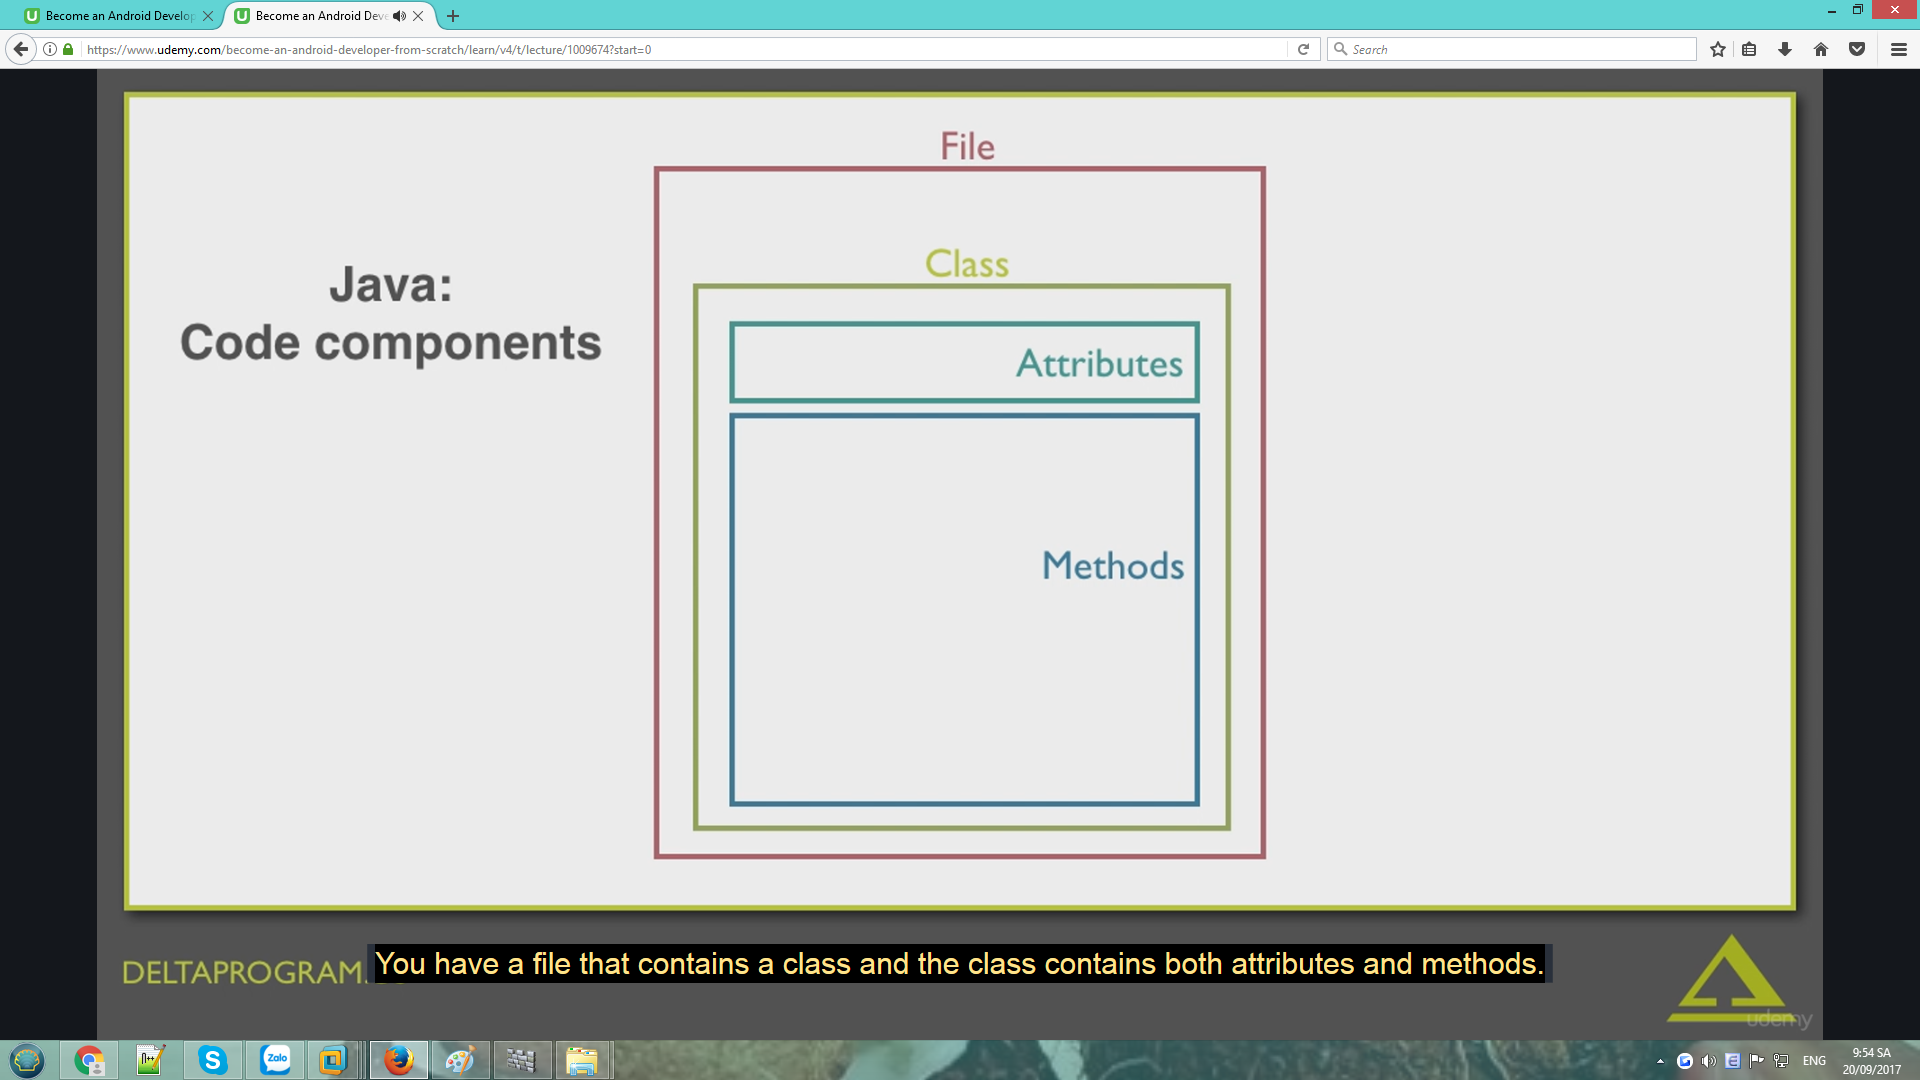 Become an Android Develop
Become an Android Deve
https://www.udemy.com/become-an-android-developer-from-scratch/learn/v4/t/lecture/1009674?start=0
Search
File
Class
Java:
Code components
Attributes
Methods
DELTAPROGRAM
You have a file that contains a class and the class contains both attributes and methods.
udemy
Zalo
ENG
9:54 SA
20/09/2017